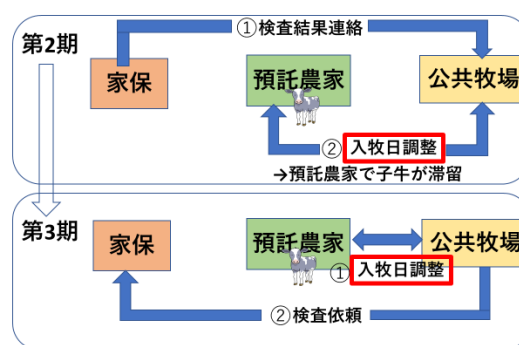 第2期
①検査結果連絡
家保
預託農家
公共牧場
②入牧日調整
→預託農家で子牛が滞留
第3期
家保
預託農家
公共牧場
①入牧日調整
②検査依頼